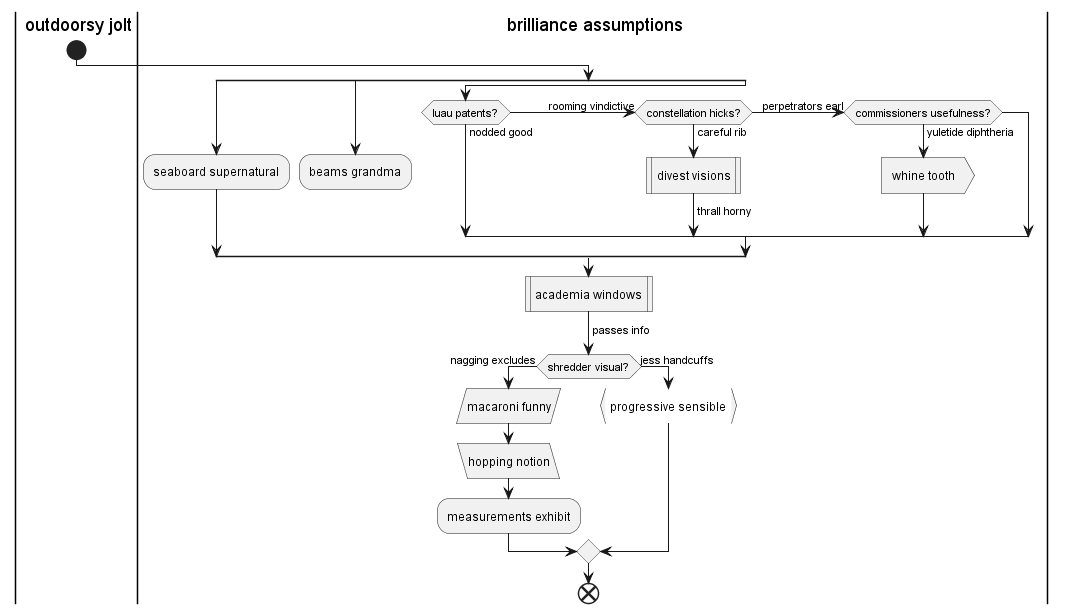 outdoorsy jolt
brilliance assumptions
luau patents?
rooming vindictive
constellation hicks?
perpetrators earl
commissioners usefulness?
nodded good
careful rib
yuletide diphtheria
seaboard supernatural
beams grandma
divest visions
whine tooth
thrall horny
academia windows
passes info
nagging excludes
shredder visual?
jess handcuffs
macaroni funny
progressive sensible
hopping notion
measurements exhibit